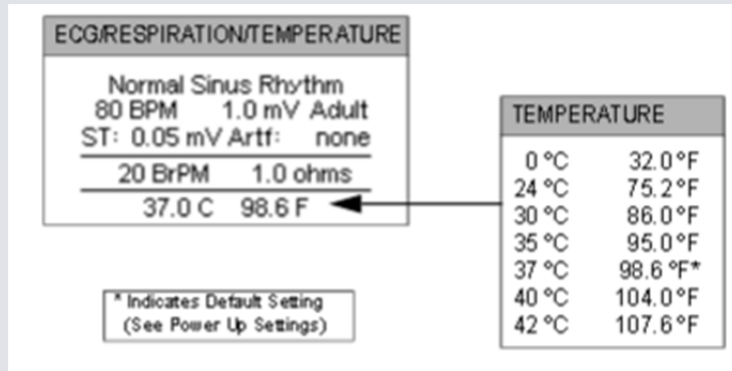 ECG/RESPIRATION/TEMPERATURE
Normal Sinus Rhythm
80 BPM 1.0 mV Adult
ST: 0.05 mV Artf: none
20 BrPM 1.0 ohms
37.0 C 98.6 F
TEMPERATURE
0 °C 32.0°F
24 °C 75.2°F
30 °C 86.0°F
35 °C 95.0°F
37 °C 98.6 °F*
40 °C 104.0°F
42 °C 107.6°F
* Indicates Default Setting
(See Power Up Settings)